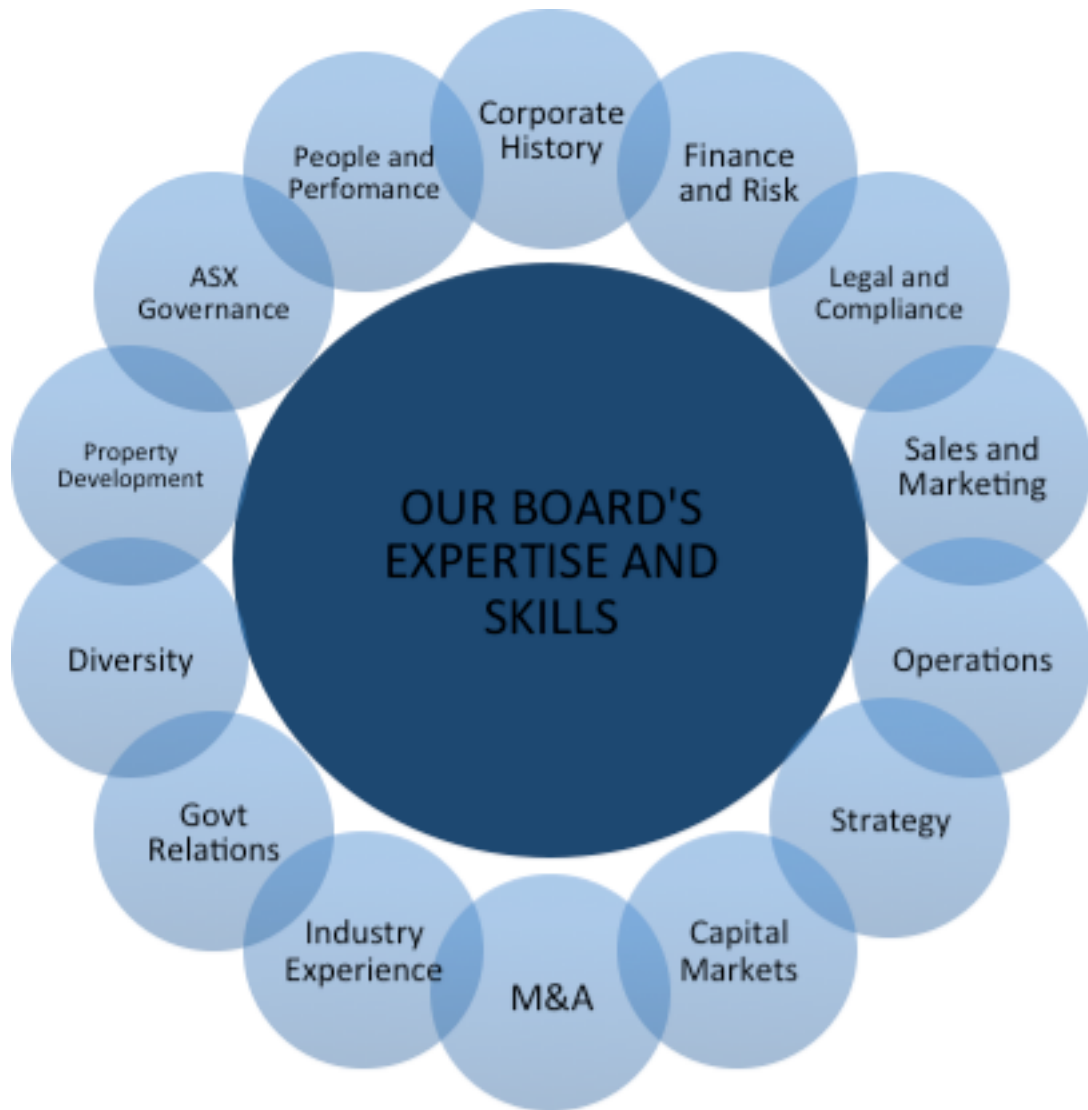 Corporate
History
Finance
and Risk
Legal and
Compliance
Sales and
Marketing
Operations
Strategy
Capital
Markets
M&A
Industry
Experience
Govt
Relations
Diversity
Property
Development
ASX
Governance
People and
Perfomance
OUR BOARD'S
EXPERTISE AND
SKILLS